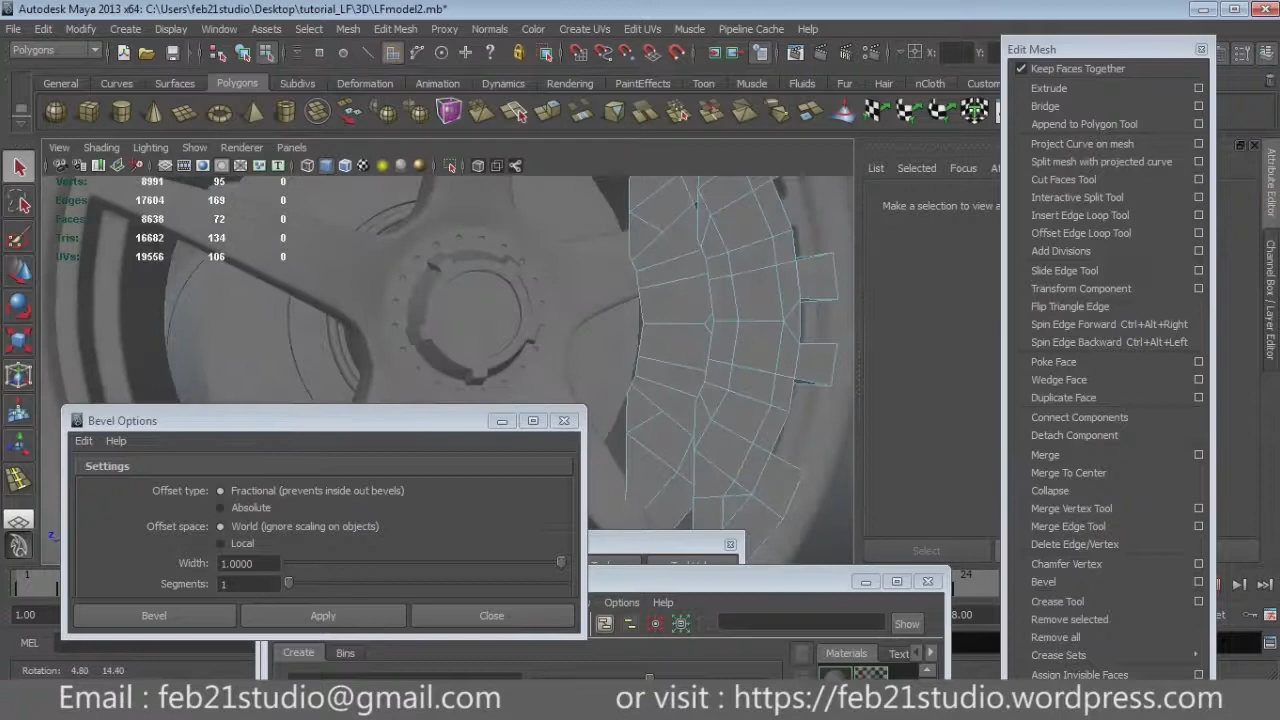 Autodesk Maya 2013 x64: C:\Users\feb21studio\Desktop\tutorial_LF\3D\LFmodel2.mb*
File Edit Modify Create Display Window Assets Select Mesh Edit Mesh Proxy Normals Color Create UVs Edit UVs Muscle Pipeline Cache Help
Polygons
X: Y:
General Curves Surfaces Polygons Subdivs Deformation Animation Dynamics Rendering PaintEffects Toon Muscle Fluids Fur Hair nCloth Custom
View Shading Lighting Show Renderer Panels
Verts: 8991 95 0
Edges: 17604 169 0
Faces: 8638 72 0
Tris: 16682 134 0
UVs: 19556 106 0
List Selected Focus
Make a selection to view a
Select
Attribute Editor
Channel Box / Layer Editor
Edit Mesh
Keep Faces Together
Extrude
Bridge
Append to Polygon Tool
Project Curve on mesh
Split mesh with projected curve
Cut Faces Tool
Interactive Split Tool
Insert Edge Loop Tool
Offset Edge Loop Tool
Add Divisions
Slide Edge Tool
Transform Component
Flip Triangle Edge
Spin Edge Forward Ctrl+Alt+Right
Spin Edge Backward Ctrl+Alt+Left
Poke Face
Wedge Face
Duplicate Face
Connect Components
Detach Component
Merge
Merge To Center
Collapse
Merge Vertex Tool
Merge Edge Tool
Delete Edge/Vertex
Chamfer Vertex
Bevel
Crease Tool
Remove selected
Remove all
Crease Sets
Assign Invisible Faces
Bevel Options
Edit Help
Settings
Offset type: Fractional (prevents inside out bevels)
Absolute
Offset space: World (ignore scaling on objects)
Local
Width: 1.0000
Segments: 1
Bevel Apply Close
1
24
1.00
8.00
MEL
Options Help
Show
Create Bins
Materials Text
Rotation: 4.80 14.40
Email : feb21studio@gmail.com or visit : https://feb21studio.wordpress.com